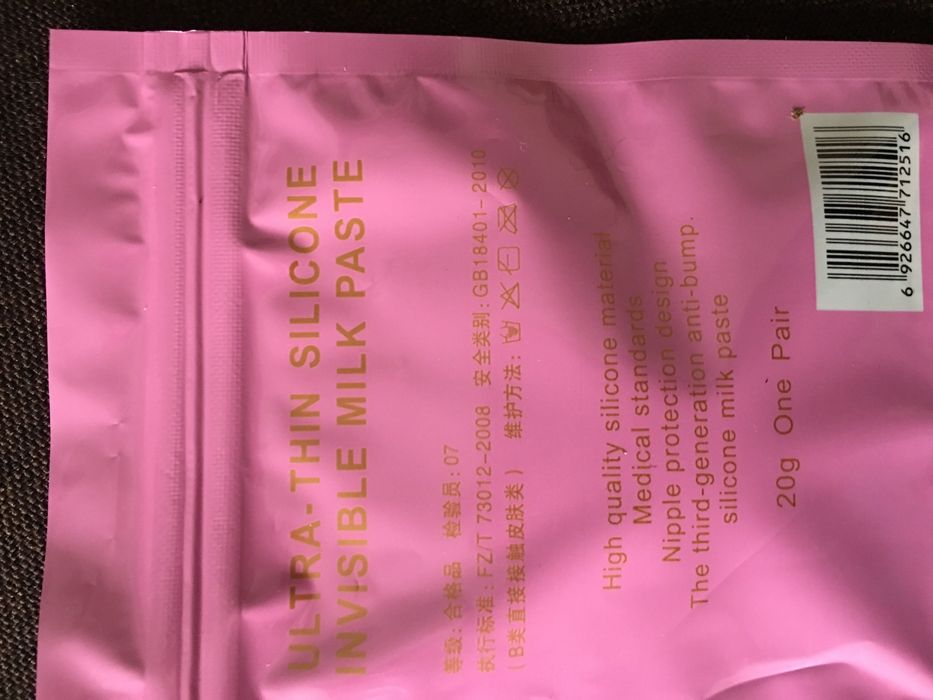 ULTRA-THIN SILICONE
INVISIBLE MILK PASTE
等级: 合格品 检验员: 07
执行标准: FZ/T 73012-2008 安全类别: GB18401-2010
(B类直接接触皮肤类) 维护方法:
High quality silicone material
Medical standards
Nipple protection design
The third-generation anti-bump.
silicone milk paste
20g One Pair
6 926647 712516